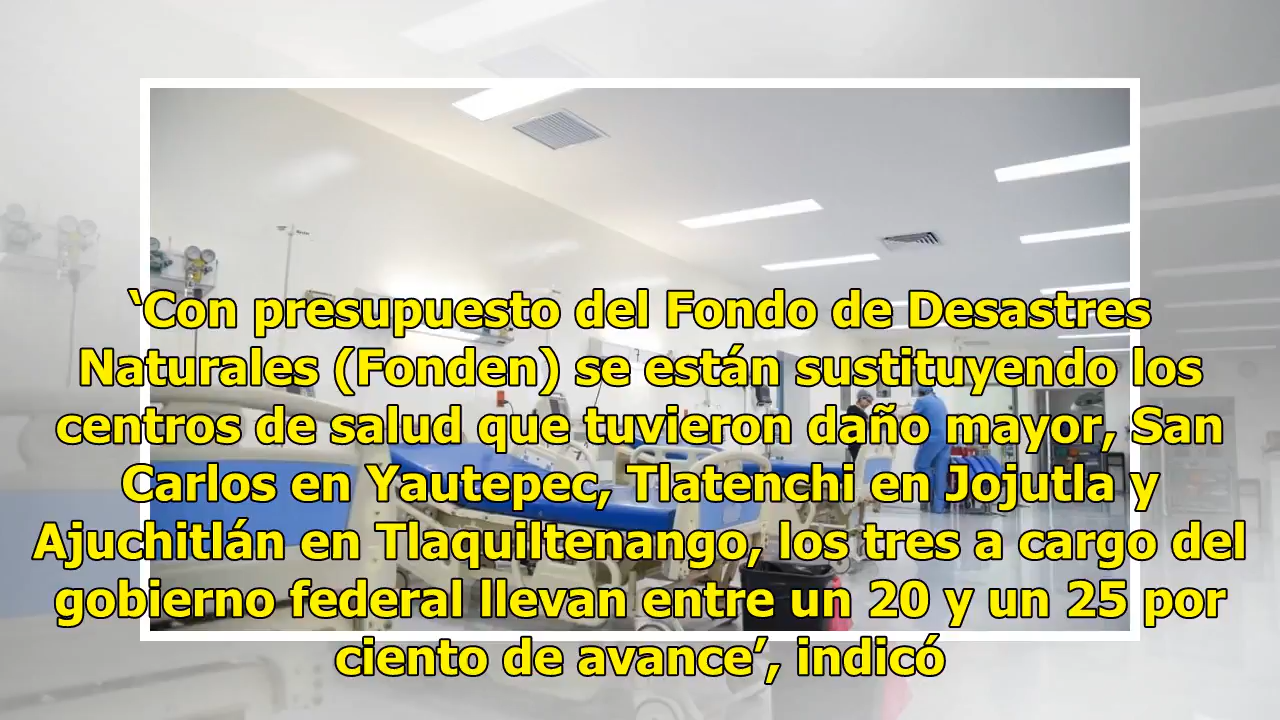 ‘Con presupuesto del Fondo de Desastres
Naturales (Fonden) se están sustituyendo los
centros de salud que tuvieron daño mayor, San
Carlos en Yautepec, Tlatenchi en Jojutla y
Ajuchitlán en Tlaquiltenango, los tres a cargo del
gobierno federal llevan entre un 20 y un 25 por
ciento de avance’, indicó